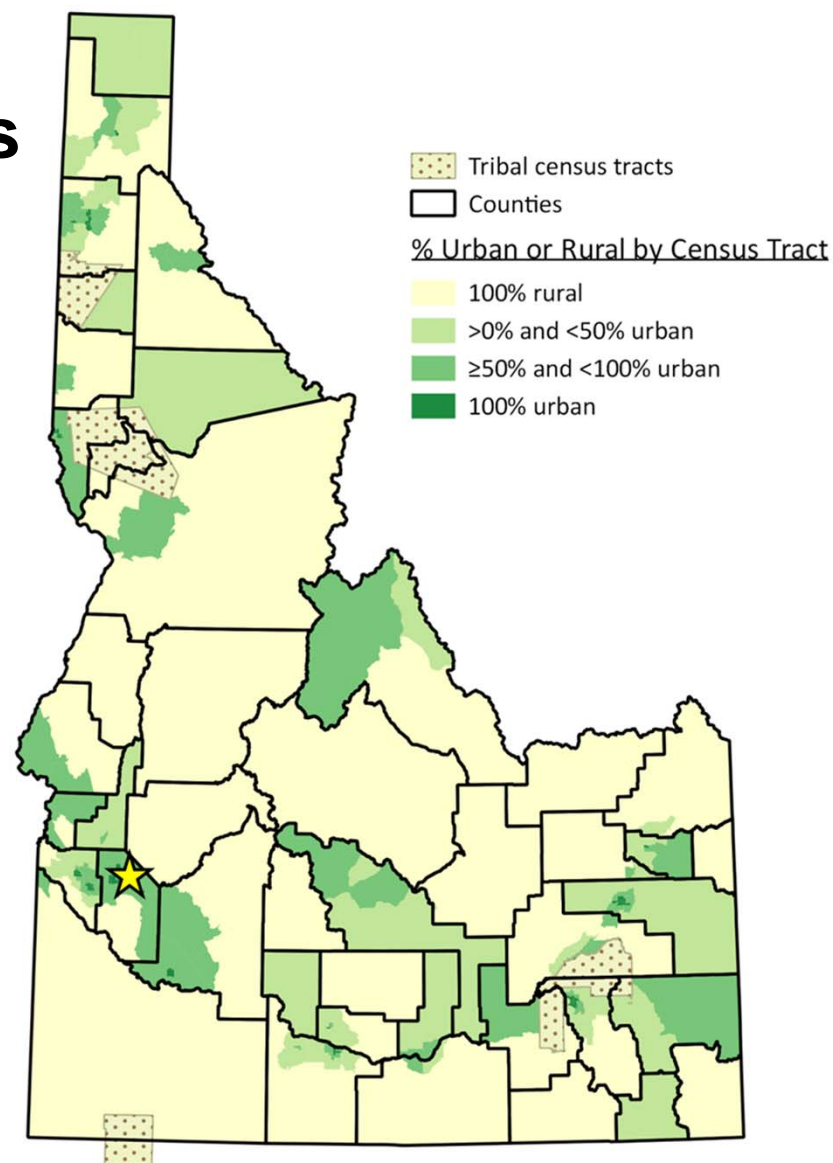 s
Tribal census tracts
Counties
% Urban or Rural by Census Tract
100% rural
>0% and <50% urban
≥50% and <100% urban
100% urban